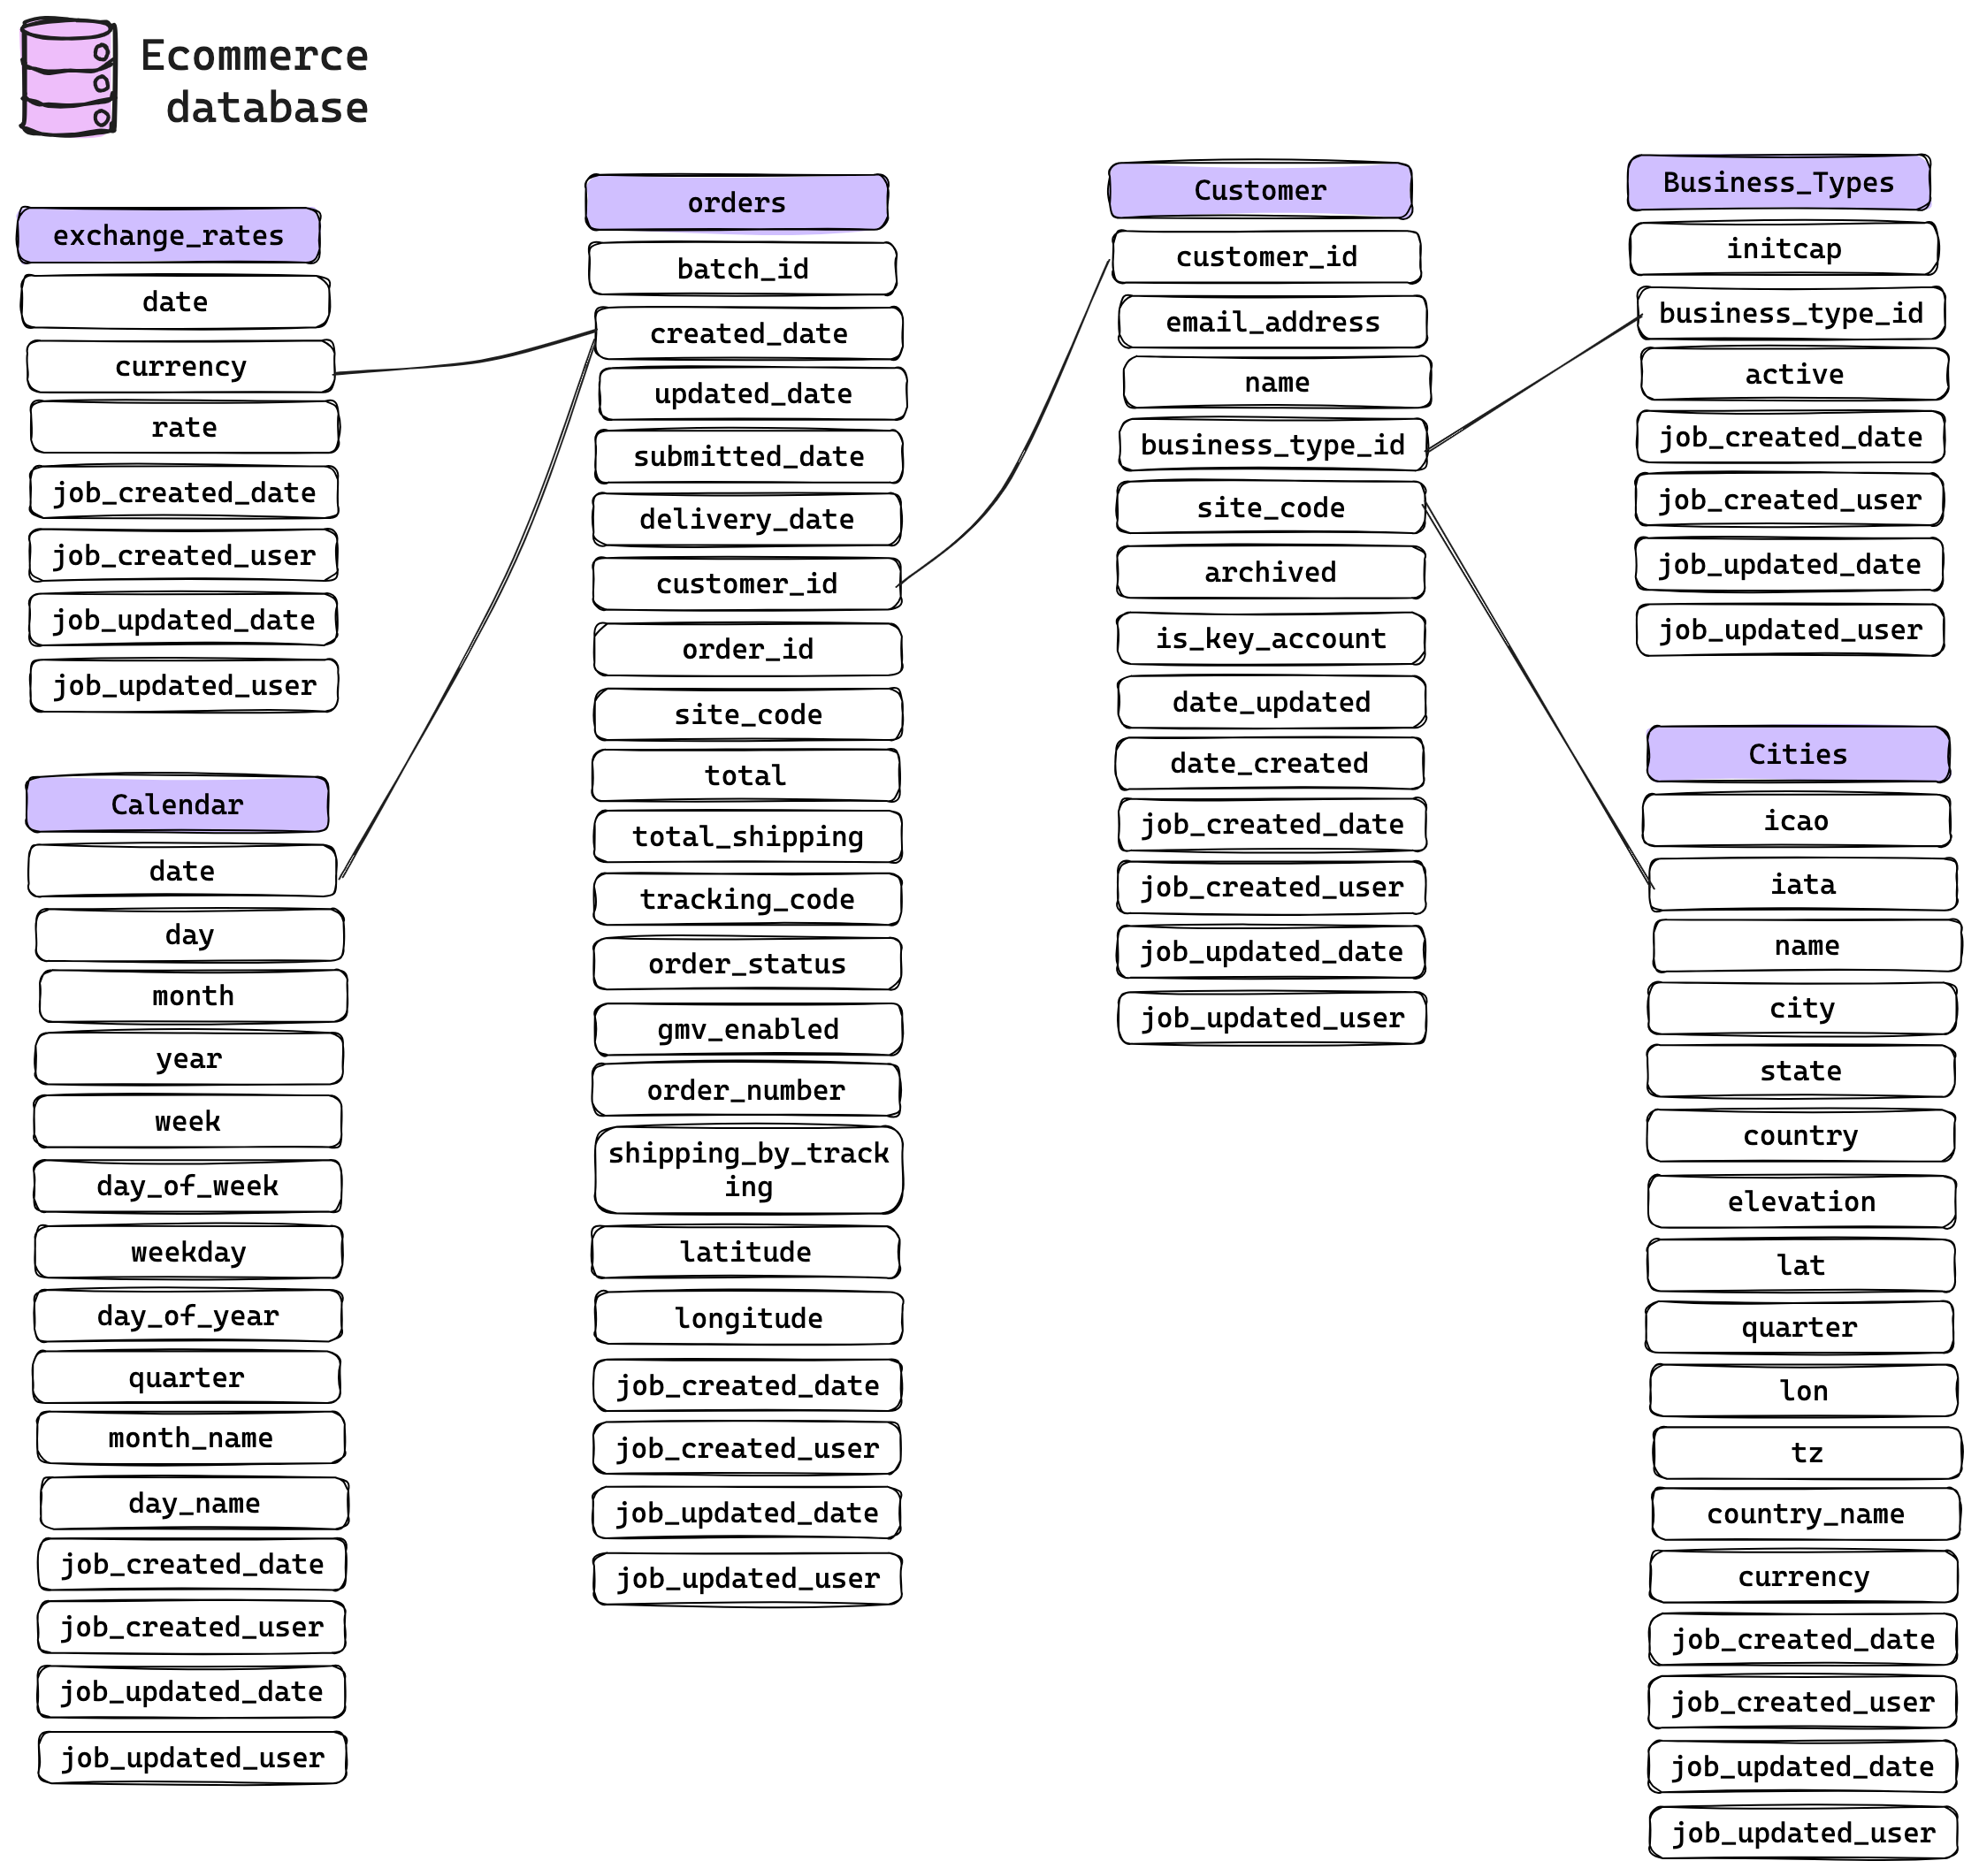 Ecommerce
database
exchange_rates
date
currency
rate
job_created_date
job_created_user
job_updated_date
job_updated_user
Calendar
date
day
month
year
week
day_of_week
weekday
day_of_year
quarter
month_name
day_name
job_created_date
job_created_user
job_updated_date
job_updated_user
orders
batch_id
created_date
updated_date
submitted_date
delivery_date
customer_id
order_id
site_code
total
total_shipping
tracking_code
order_status
gmv_enabled
order_number
shipping_by_track
ing
latitude
longitude
job_created_date
job_created_user
job_updated_date
job_updated_user
Customer
customer_id
email_address
name
business_type_id
site_code
archived
is_key_account
date_updated
date_created
job_created_date
job_created_user
job_updated_date
job_updated_user
Business_Types
initcap
business_type_id
active
job_created_date
job_created_user
job_updated_date
job_updated_user
Cities
icao
iata
name
city
state
country
elevation
lat
quarter
lon
tz
country_name
currency
job_created_date
job_created_user
job_updated_date
job_updated_user